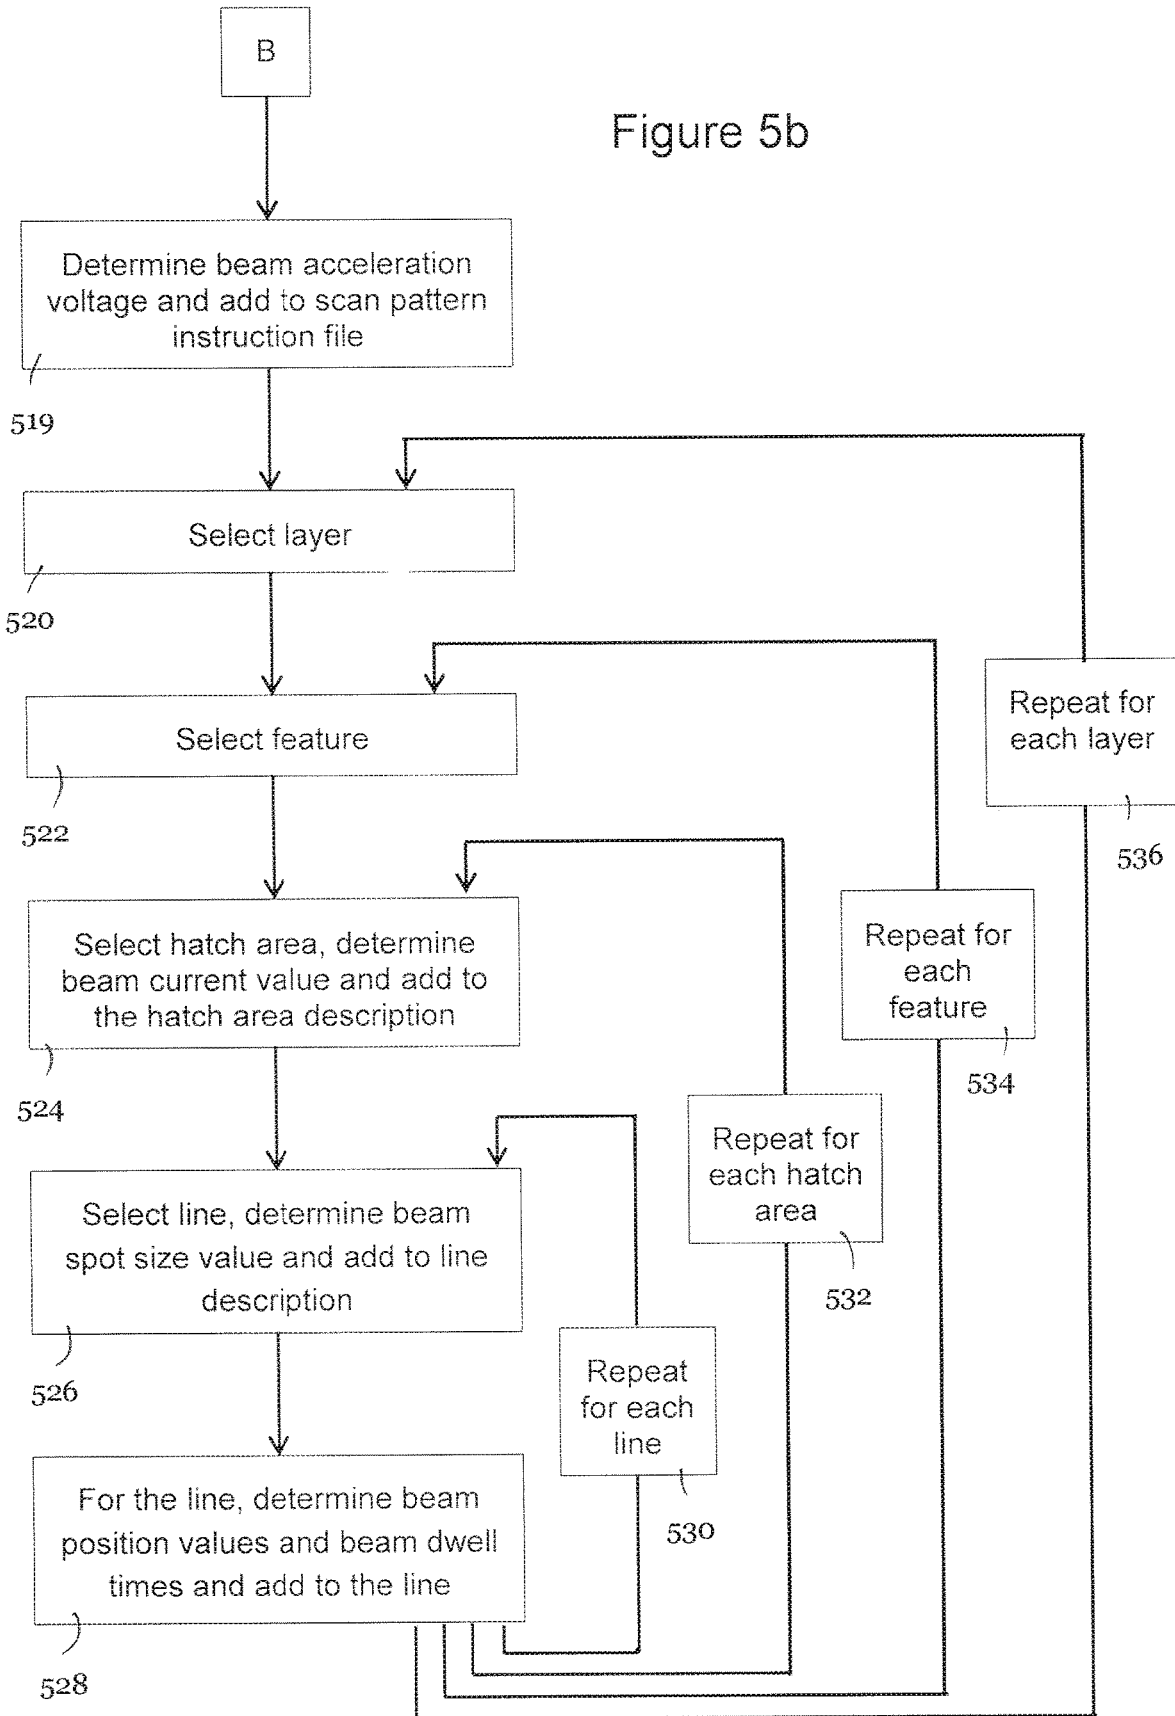 B
Figure 5b
Determine beam acceleration
voltage and add to scan pattern
instruction file
519
Select layer
520
Select feature
522
Repeat for
each layer
536
Select hatch area, determine
beam current value and add to
the hatch area description
524
Repeat for
each
feature
534
Repeat for
each hatch
area
532
Select line, determine beam
spot size value and add to line
description
526
Repeat
for each
line
530
For the line, determine beam
position values and beam dwell
times and add to the line
528